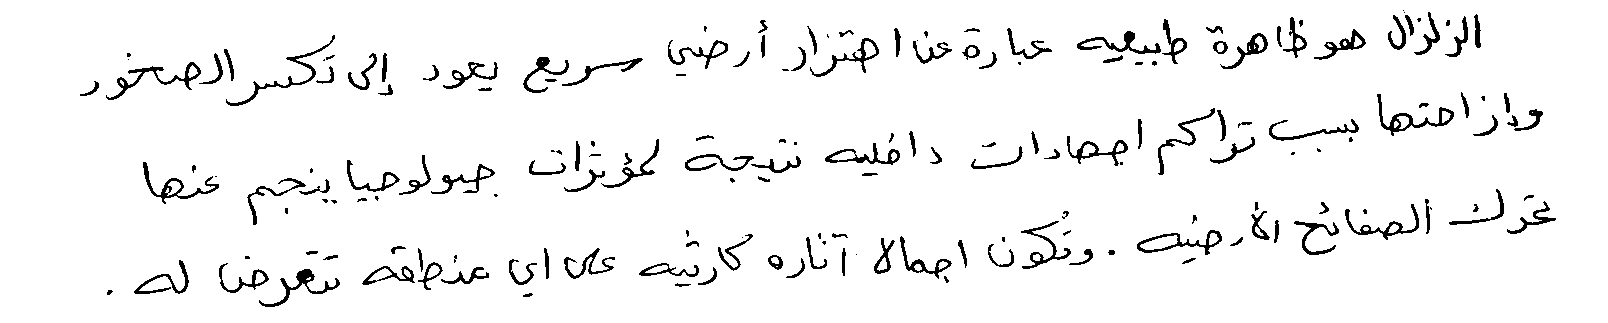 الزلزال هو ظاهرة طبيعيه عبارة عن اهتزاز أرضي سريع يعود إلى تكسر الصخور
وإزاحتها بسبب تراكم اجهادات داخليه نتيجة لمؤثرات جيولوجيا ينجم عنها
تحرك الصفائح الأرضيه . وتكون اجمالا آثاره كارثيه على اي منطقه تتعرض له .